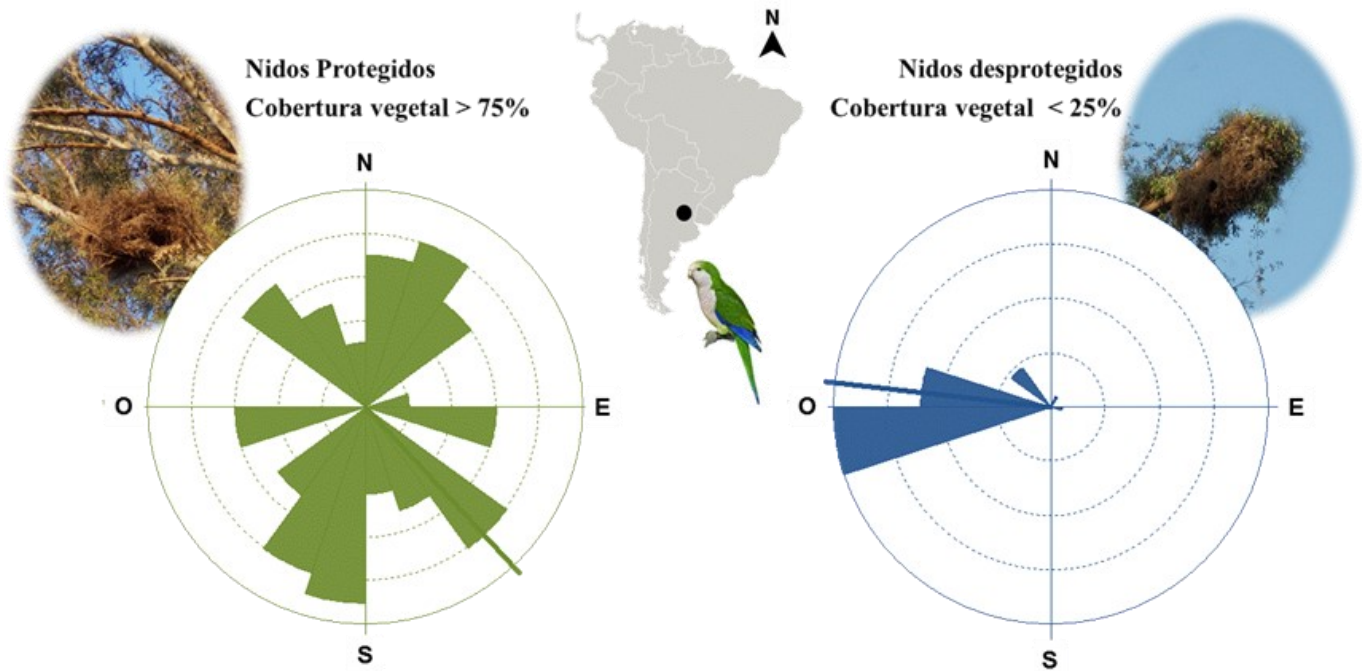 Nidos Protegidos
Cobertura vegetal > 75%
N
Nidos desprotegidos
Cobertura vegetal < 25%
N
O
E
S
N
O
E
S